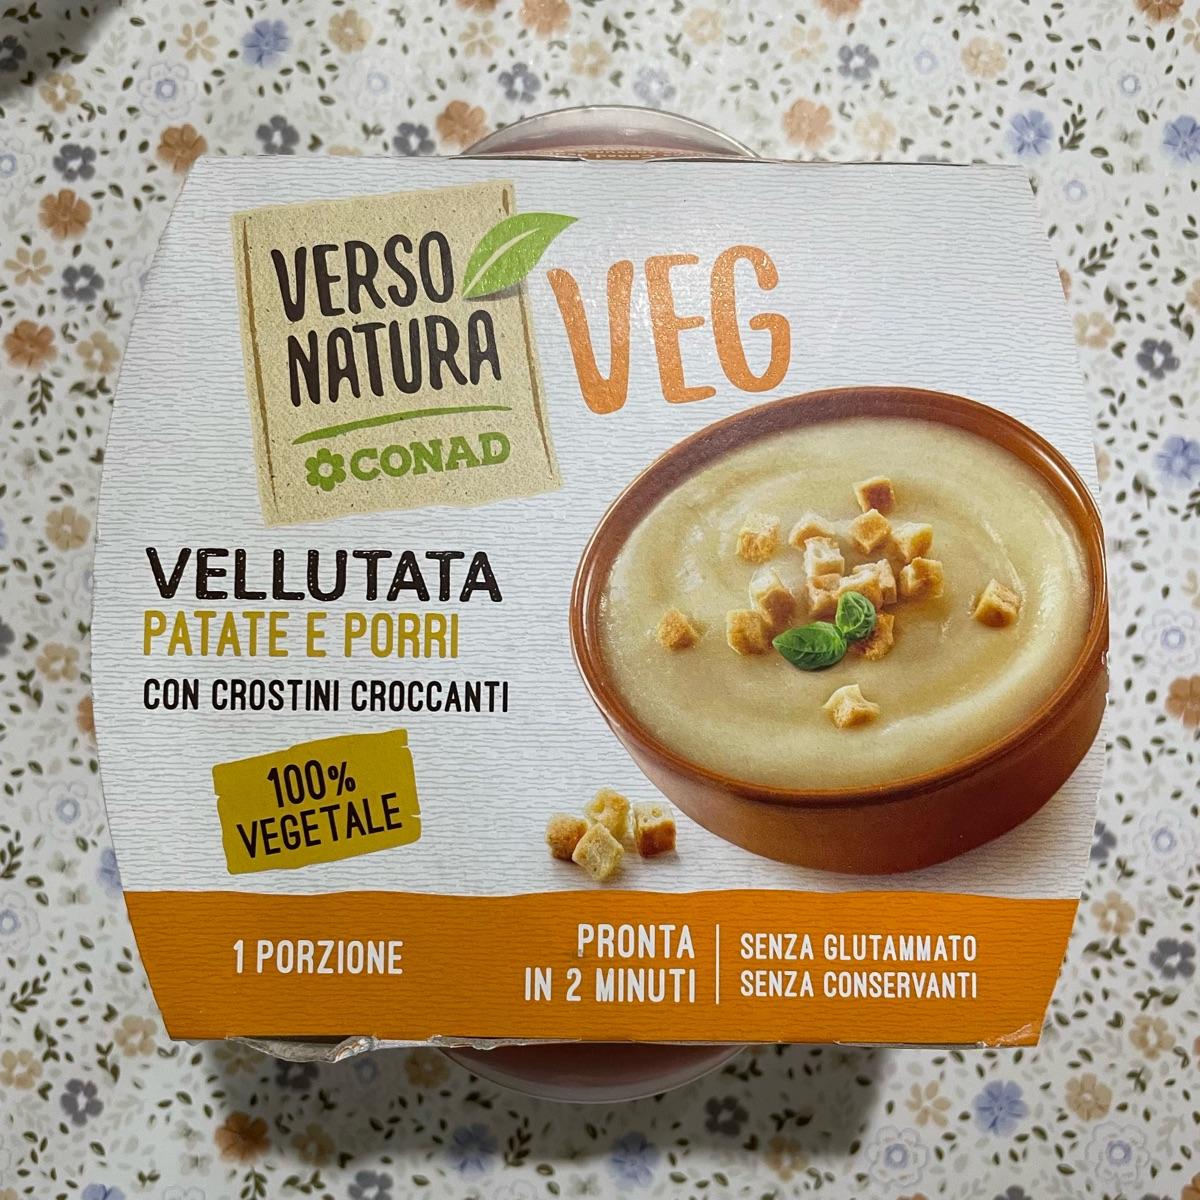 VERSO
NATURA
CONAD
VEG
VELLUTATA
PATATE E PORRI
CON CROSTINI CROCCANTI
100%
VEGETALE
1 PORZIONE
PRONTA
IN 2 MINUTI
SENZA GLUTAMMATO
SENZA CONSERVANTI